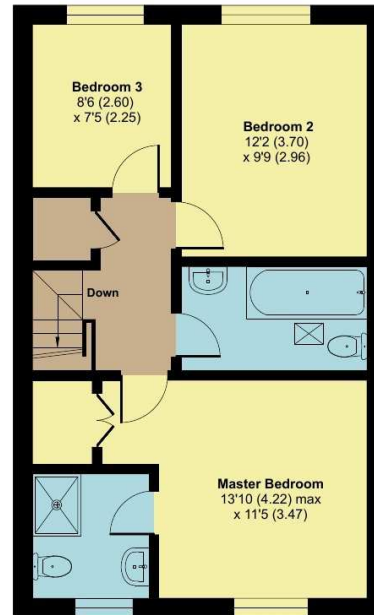 Bedroom 3
8'6 (2.60)
x 7'5 (2.25)
Bedroom 2
12'2 (3.70)
x 9'9 (2.96)
Down
Master Bedroom
13'10 (4.22) max
x 11'5 (3.47)